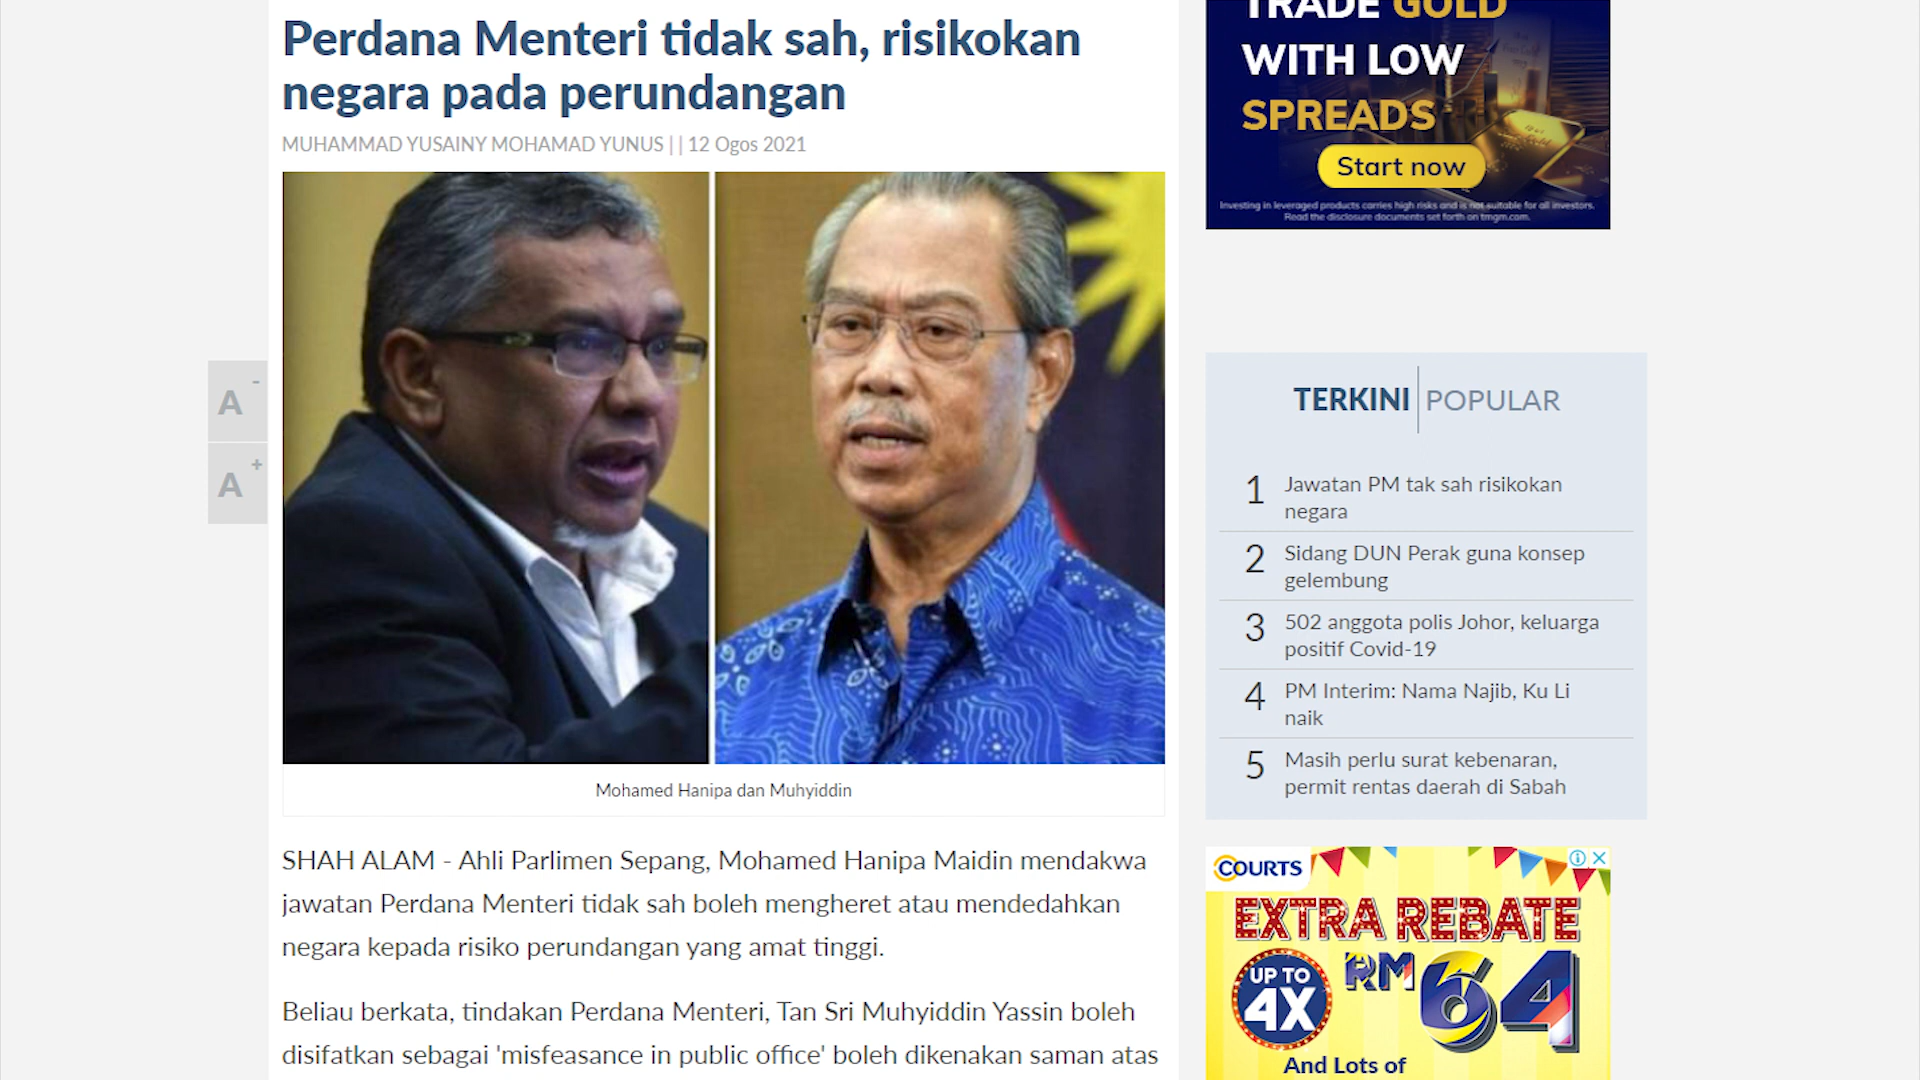 Perdana Menteri tidak sah, risikokan
negara pada perundangan
MUHAMMAD YUSAINY MOHAMAD YUNUS | | 12 Ogos 2021
Mohamed Hanipa dan Muhyiddin
SHAH ALAM - Ahli Parlimen Sepang, Mohamed Hanipa Maidin mendakwa
jawatan Perdana Menteri tidak sah boleh mengheret atau mendedahkan
negara kepada risiko perundangan yang amat tinggi.
Beliau berkata, tindakan Perdana Menteri, Tan Sri Muhyiddin Yassin boleh
disifatkan sebagai 'misfeasance in public office' boleh dikenakan saman atas
A -
A +
TRADE GOLD
WITH LOW
SPREADS
Start now
Investing in leveraged products carries high risks and is not suitable for all investors.
Read the disclosure documents set forth on tmgm.com.
TERKINI POPULAR
1 Jawatan PM tak sah risikokan
negara
2 Sidang DUN Perak guna konsep
gelembung
3 502 anggota polis Johor, keluarga
positif Covid-19
4 PM Interim: Nama Najib, Ku Li
naik
5 Masih perlu surat kebenaran,
permit rentas daerah di Sabah
COURTS
EXTRA REBATE
UP TO
4X
RM64
And Lots of